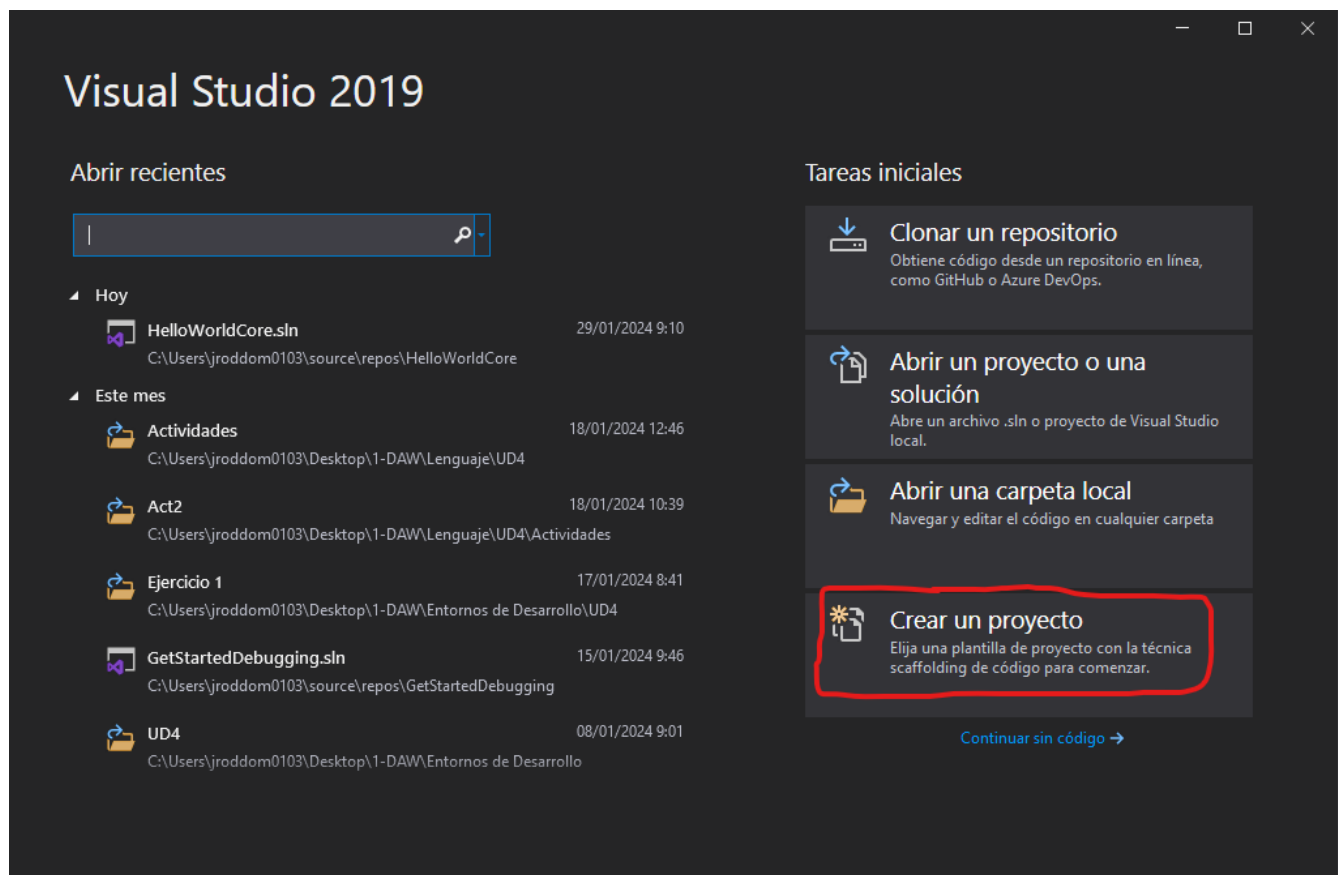 Visual Studio 2019
Abrir recientes
Hoy
HelloWorldCore.sln 29/01/2024 9:10
C:\Users\jroddom0103\source\repos\HelloWorldCore
Este mes
Actividades 18/01/2024 12:46
C:\Users\jroddom0103\Desktop\1-DAW\Lenguaje\UD4
Act2 18/01/2024 10:39
C:\Users\jroddom0103\Desktop\1-DAW\Lenguaje\UD4\Actividades
Ejercicio 1 17/01/2024 8:41
C:\Users\jroddom0103\Desktop\1-DAW\Entornos de Desarrollo\UD4
GetStartedDebugging.sln 15/01/2024 9:46
C:\Users\jroddom0103\source\repos\GetStartedDebugging
UD4 08/01/2024 9:01
C:\Users\jroddom0103\Desktop\1-DAW\Entornos de Desarrollo
Tareas iniciales
Clonar un repositorio
Obtiene código desde un repositorio en línea,
como GitHub o Azure DevOps.
Abrir un proyecto o una
solución
Abre un archivo .sln o proyecto de Visual Studio
local.
Abrir una carpeta local
Navegar y editar el código en cualquier carpeta
Crear un proyecto
Elija una plantilla de proyecto con la técnica
scaffolding de código para comenzar.
Continuar sin código →